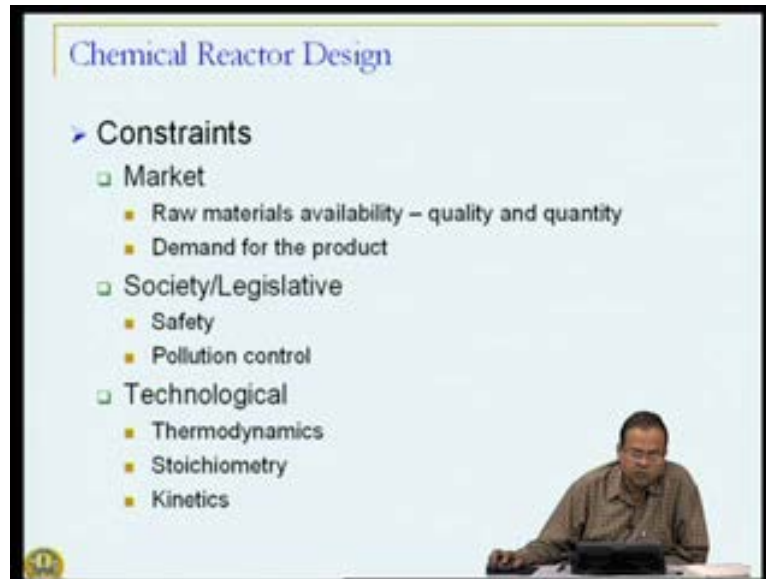 Chemical Reactor Design
Constraints
Market
Raw materials availability – quality and quantity
Demand for the product
Society/Legislative
Safety
Pollution control
Technological
Thermodynamics
Stoichiometry
Kinetics